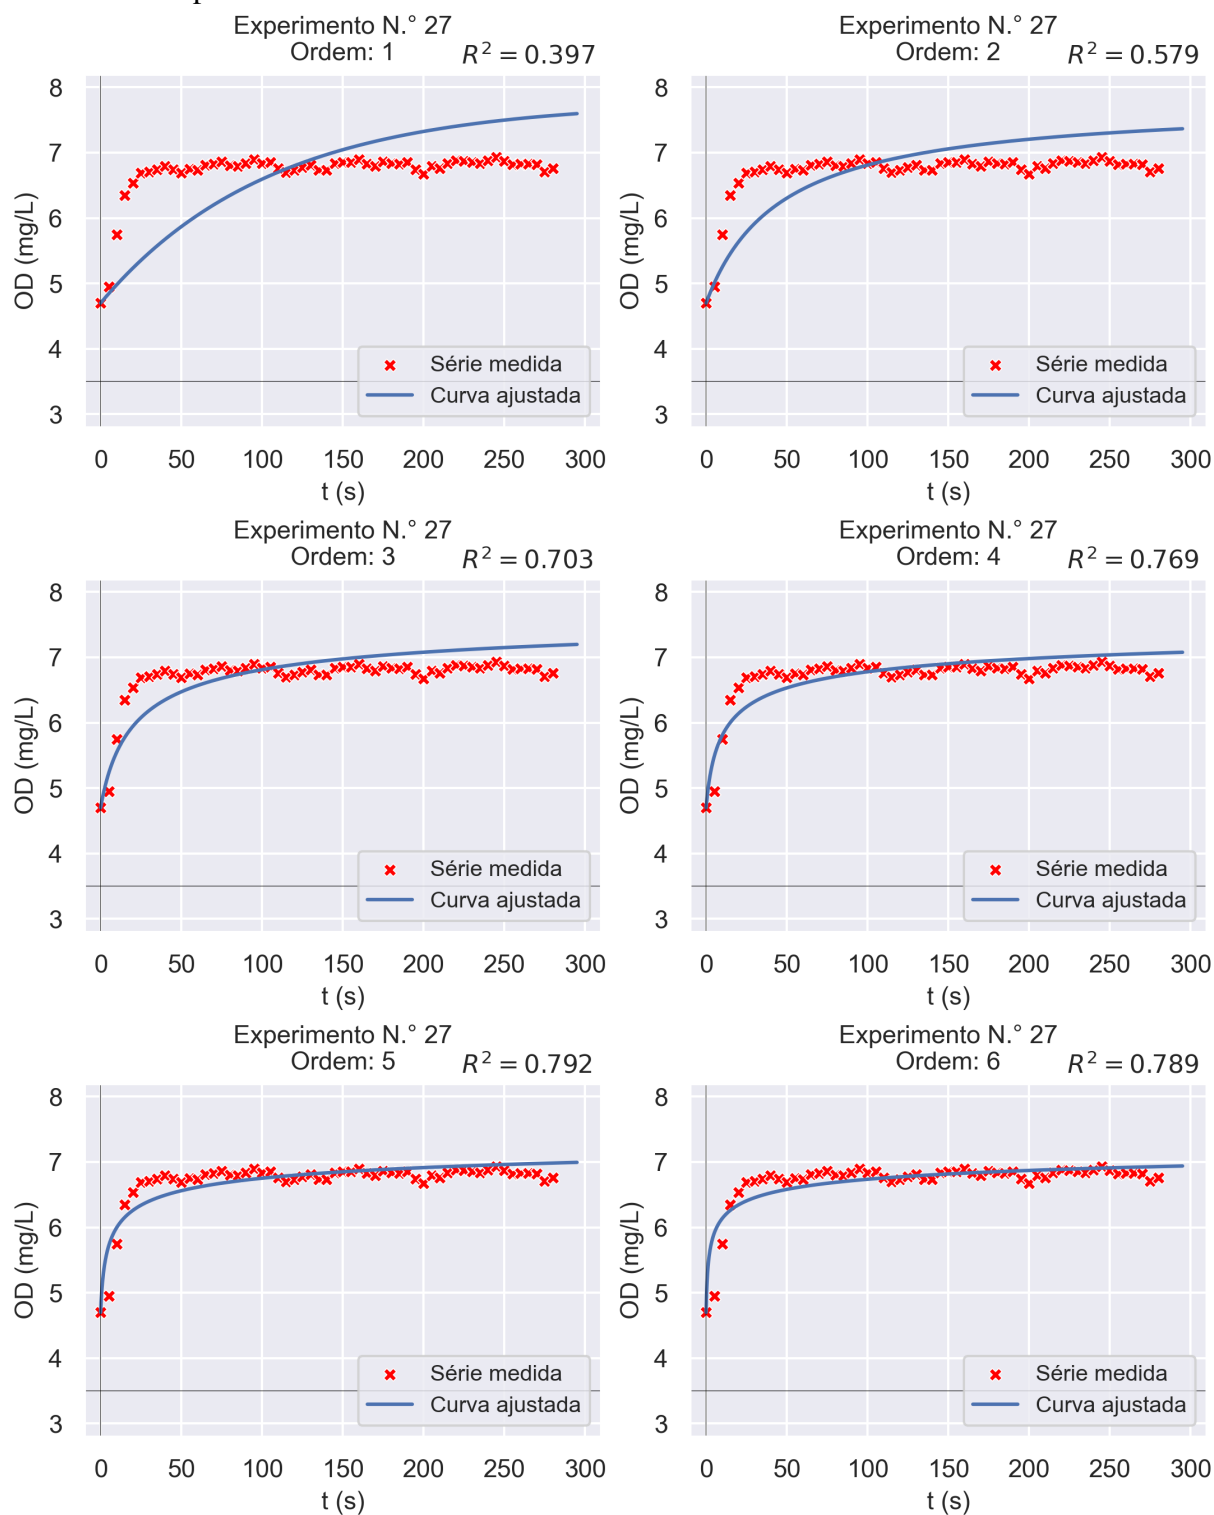 Experimento N.° 27
Ordem: 1
R² = 0.397
8
7
6
5
4
3
OD (mg/L)
Série medida
Curva ajustada
0 50 100 150 200 250 300
t (s)
Experimento N.° 27
Ordem: 2
R² = 0.579
8
7
6
5
4
3
OD (mg/L)
Série medida
Curva ajustada
0 50 100 150 200 250 300
t (s)
Experimento N.° 27
Ordem: 3
R² = 0.703
8
7
6
5
4
3
OD (mg/L)
Série medida
Curva ajustada
0 50 100 150 200 250 300
t (s)
Experimento N.° 27
Ordem: 4
R² = 0.769
8
7
6
5
4
3
OD (mg/L)
Série medida
Curva ajustada
0 50 100 150 200 250 300
t (s)
Experimento N.° 27
Ordem: 5
R² = 0.792
8
7
6
5
4
3
OD (mg/L)
Série medida
Curva ajustada
0 50 100 150 200 250 300
t (s)
Experimento N.° 27
Ordem: 6
R² = 0.789
8
7
6
5
4
3
OD (mg/L)
Série medida
Curva ajustada
0 50 100 150 200 250 300
t (s)